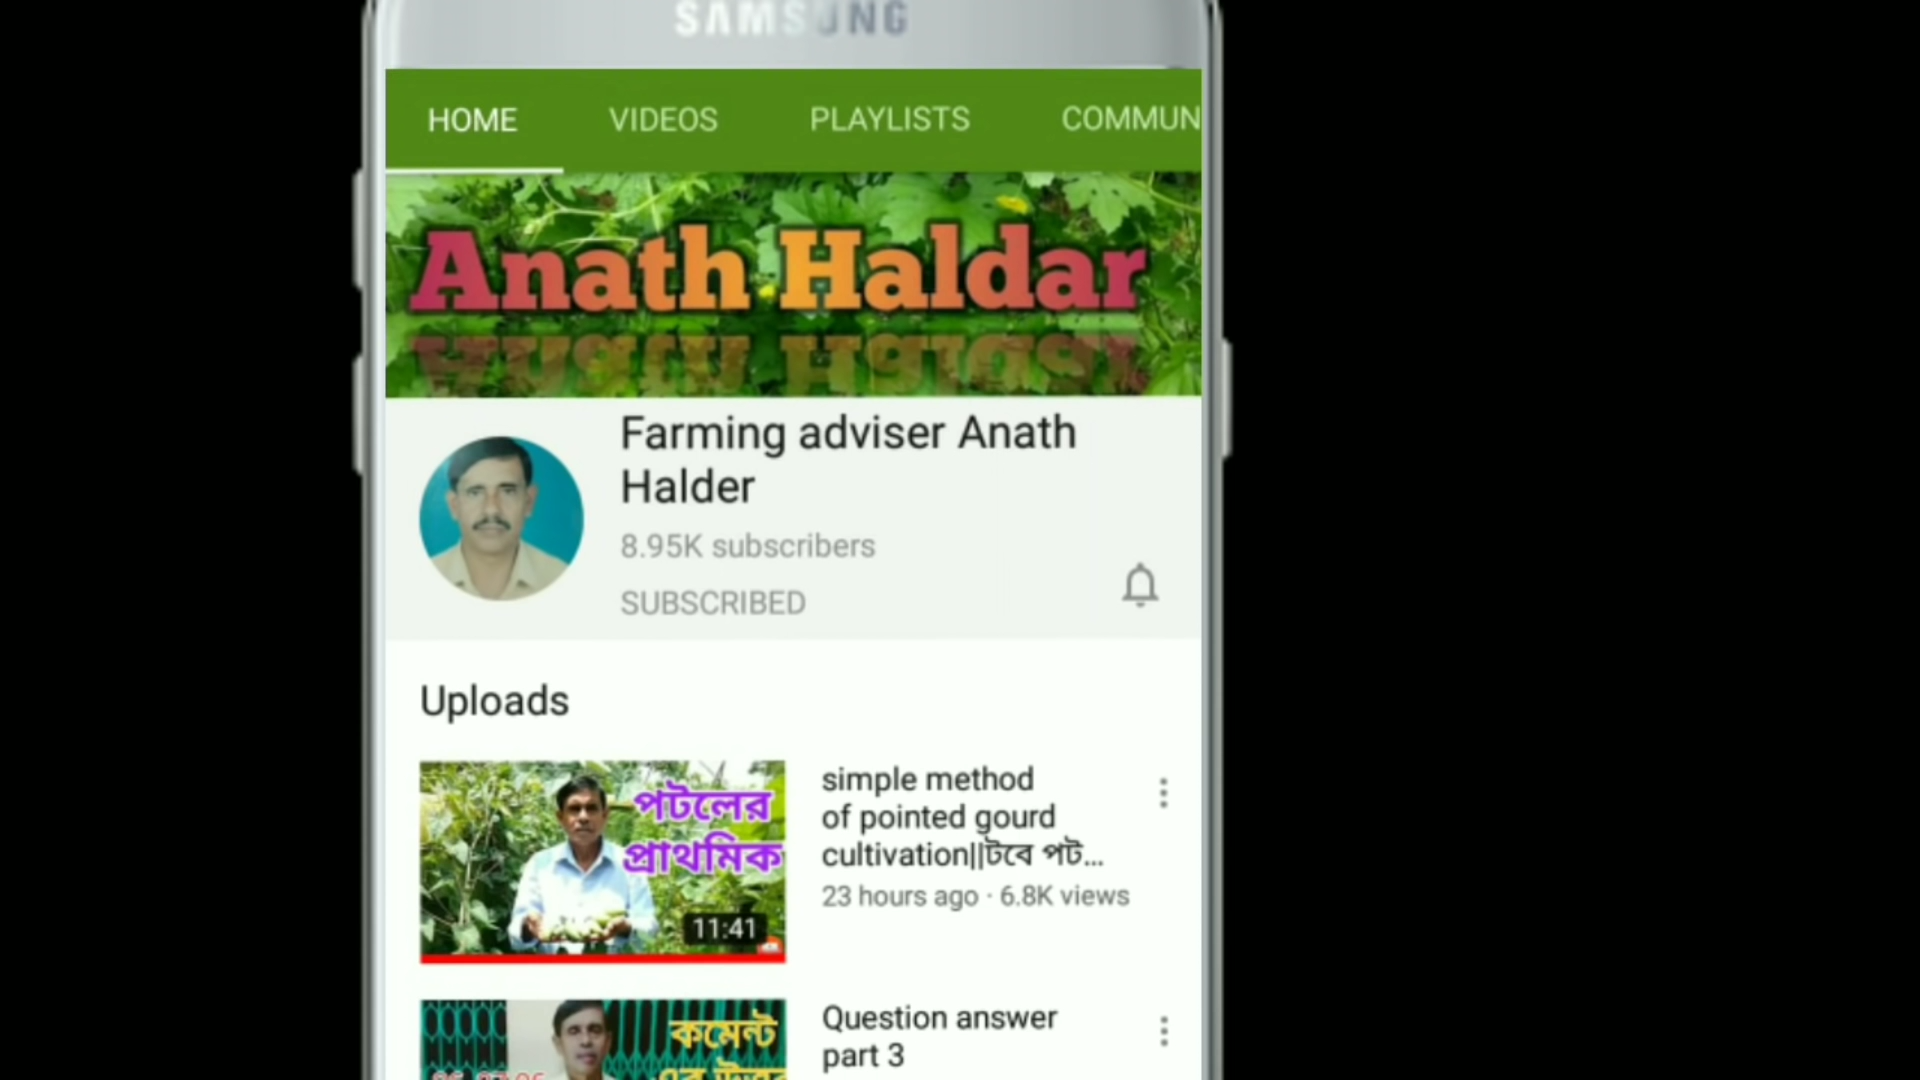 SAMSUNG
HOME VIDEOS PLAYLISTS COMMUN
Anath Haldar
Farming adviser Anath
Halder
8.95K subscribers
SUBSCRIBED
Uploads
পটলের
প্রাথমিক
11:41
simple method
of pointed gourd
cultivation||টবে পট...
23 hours ago · 6.8K views
কমেন্ট
Question answer
part 3